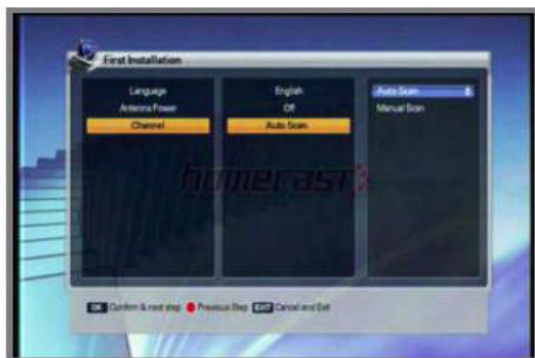 First Installation
Language English Auto Scan
Antenna Power Off Manual Scan
Channel Auto Scan
homecast
OK Confirm & next step Previous Step EXIT Cancel and Exit